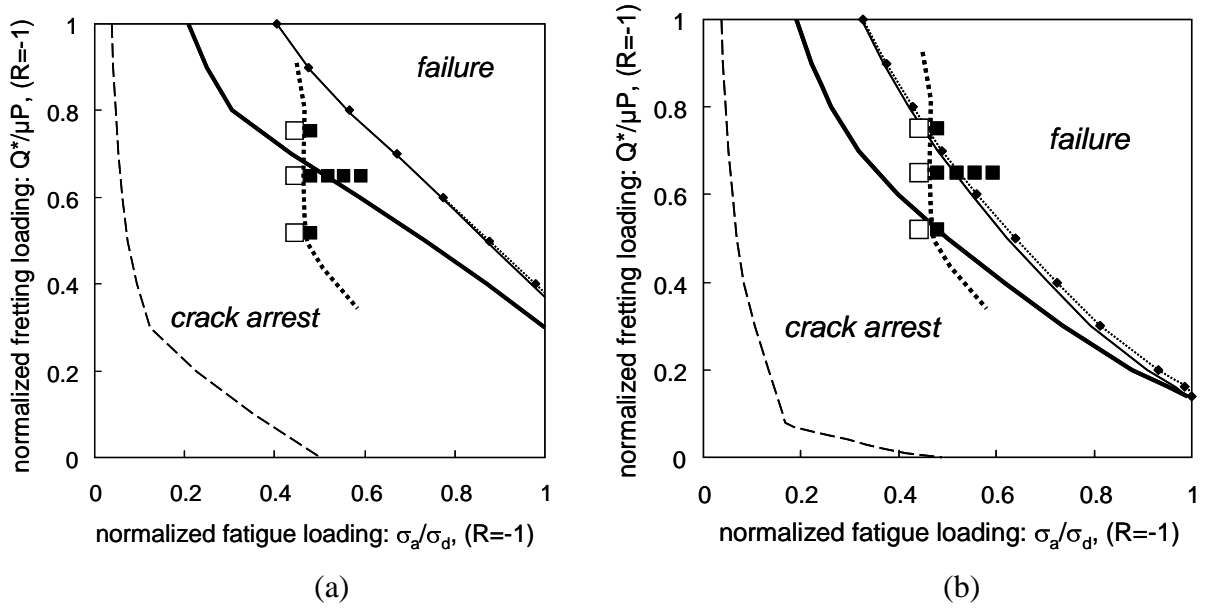 normalized fretting loading: Q*/μP, (R=-1)
1
0.8
0.6
0.4
0.2
0
failure
crack arrest
0 0.2 0.4 0.6 0.8 1
normalized fatigue loading: σa/σd, (R=-1)
(a)
normalized fretting loading: Q*/μP, (R=-1)
1
0.8
0.6
0.4
0.2
0
failure
crack arrest
0 0.2 0.4 0.6 0.8 1
normalized fatigue loading: σa/σd, (R=-1)
(b)